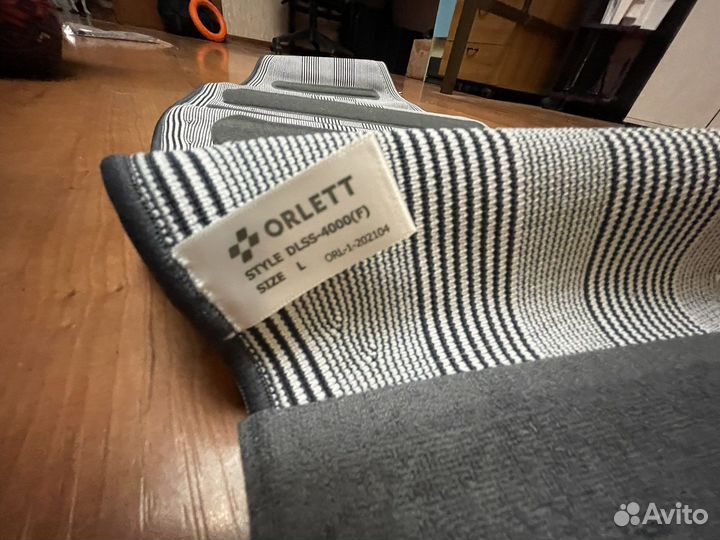 ORLETT
STYLE DLSS-4000(F)
SIZE L ORL-1-202104
Avito